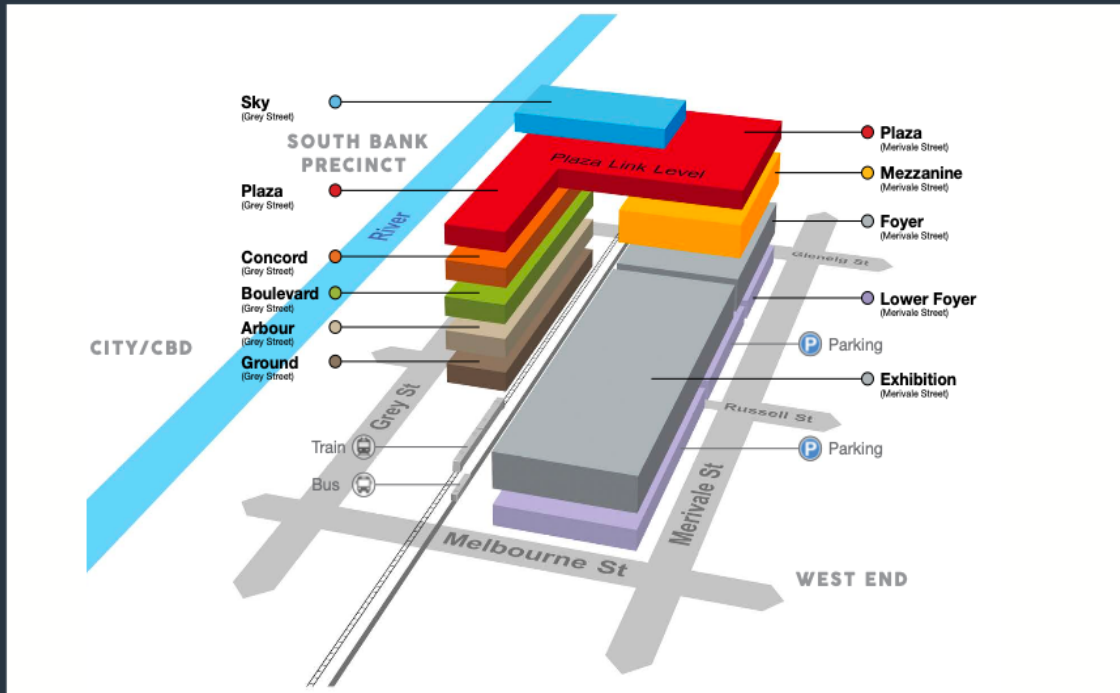 Sky
(Grey Street)
SOUTH BANK
PRECINCT
Plaza
(Grey Street)
River
Concord
(Grey Street)
Boulevard
(Grey Street)
Arbour
(Grey Street)
Ground
(Grey Street)
CITY/CBD
Plaza Link Level
Plaza
(Merivale Street)
Mezzanine
(Merivale Street)
Foyer
(Merivale Street)
Glenelg St
Lower Foyer
(Merivale Street)
P Parking
Exhibition
(Merivale Street)
Russell St
P Parking
Grey St
Train
Bus
Merivale St
Melbourne St
WEST END